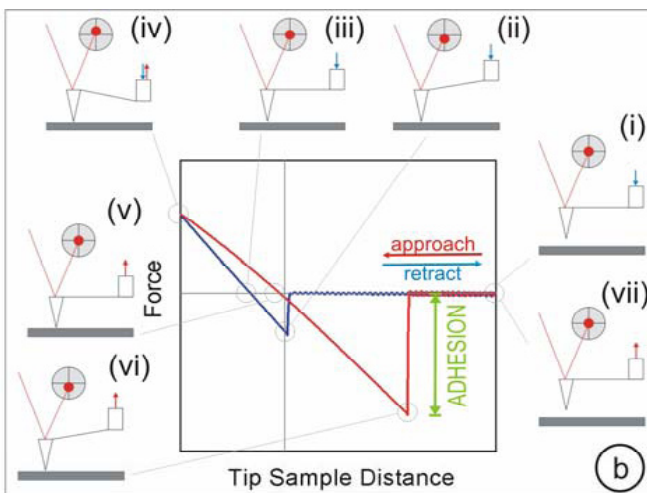 (iv)
(iii)
(ii)
(i)
(v)
approach
retract
Force
ADHESION
(vii)
(vi)
Tip Sample Distance
b